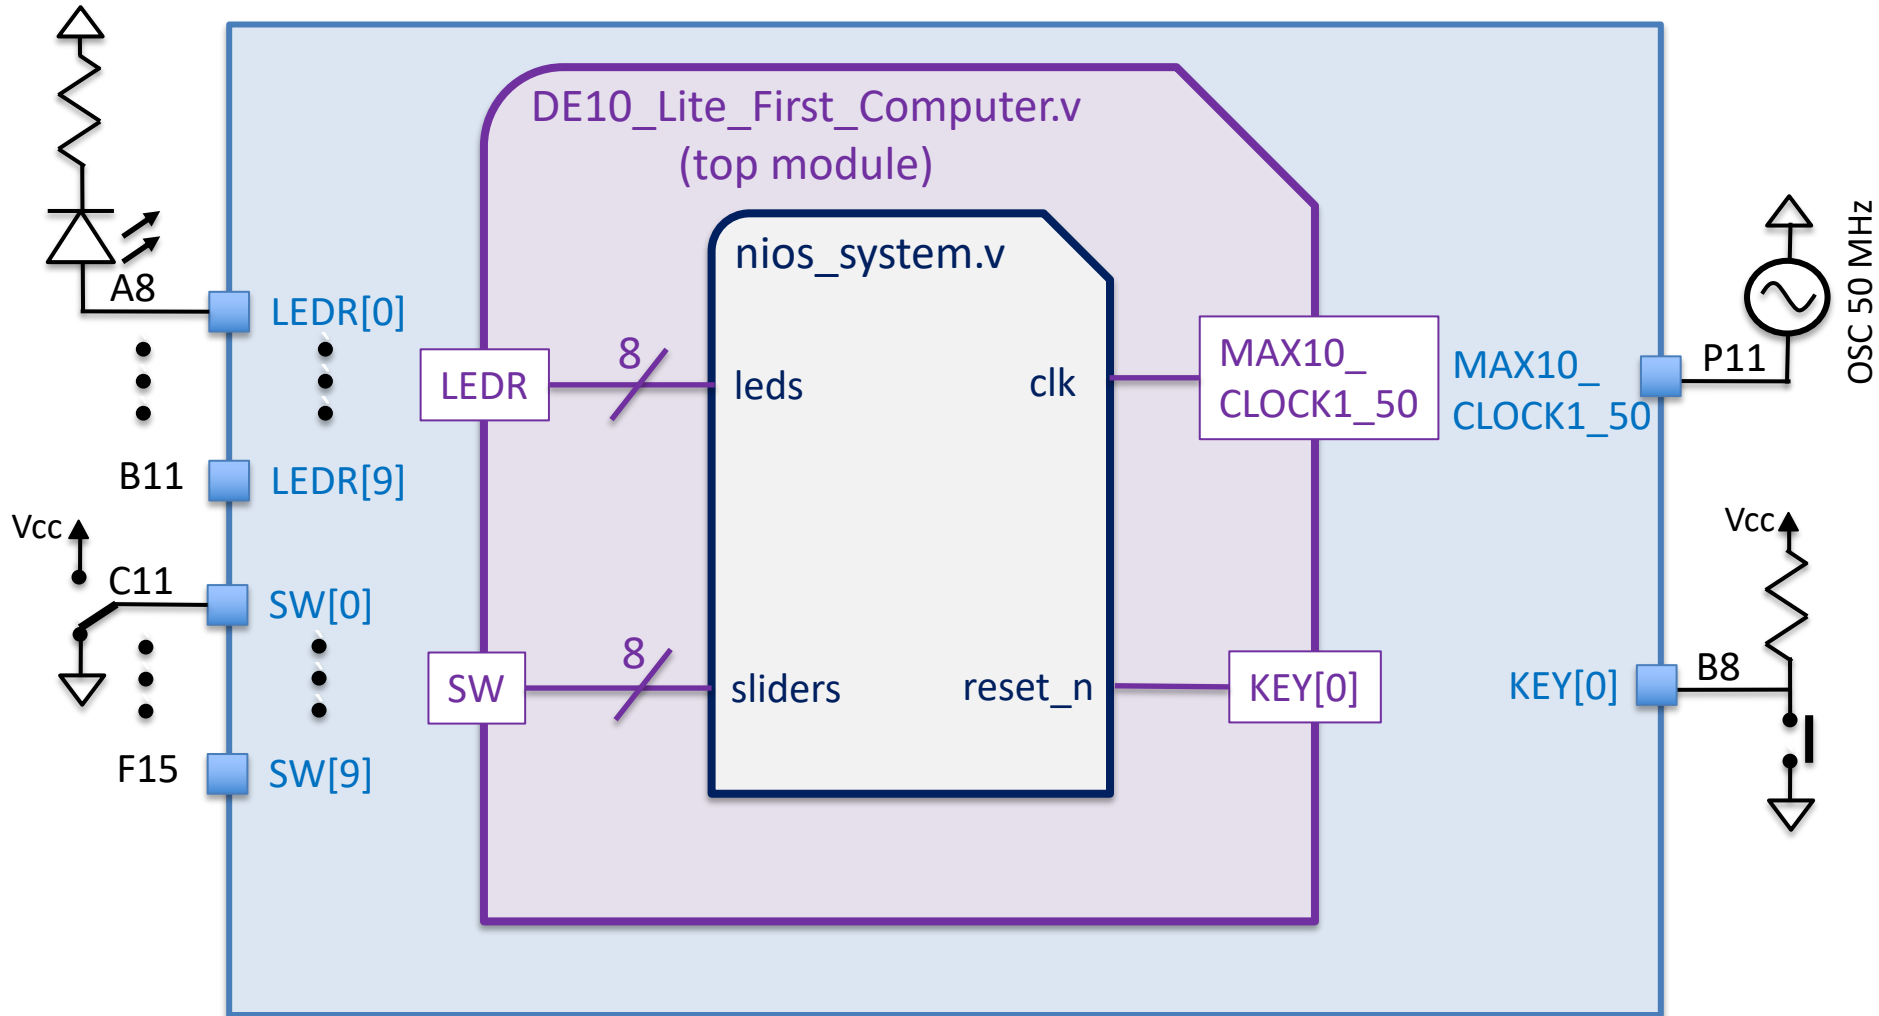 DE10_Lite_First_Computer.v
(top module)
nios_system.v
A8
LEDR[0]
LEDR
8
leds
clk
MAX10_
CLOCK1_50
MAX10_
CLOCK1_50
P11
OSC 50 MHz
B11
LEDR[9]
Vcc
C11
SW[0]
SW
8
sliders
reset_n
KEY[0]
KEY[0]
B8
Vcc
F15
SW[9]